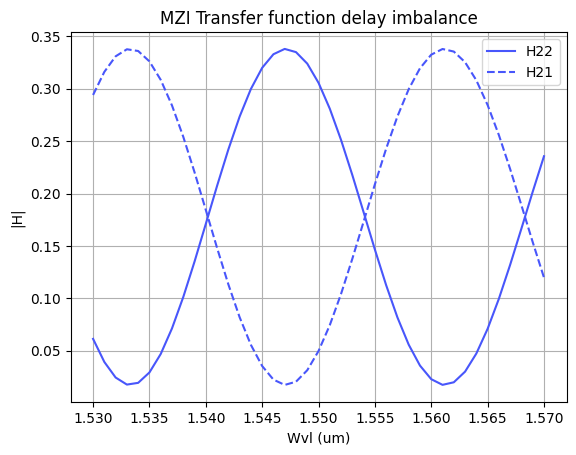 MZI Transfer function delay imbalance
H22
H21
|H|
0.35
0.30
0.25
0.20
0.15
0.10
0.05
1.530 1.535 1.540 1.545 1.550 1.555 1.560 1.565 1.570
Wvl (um)